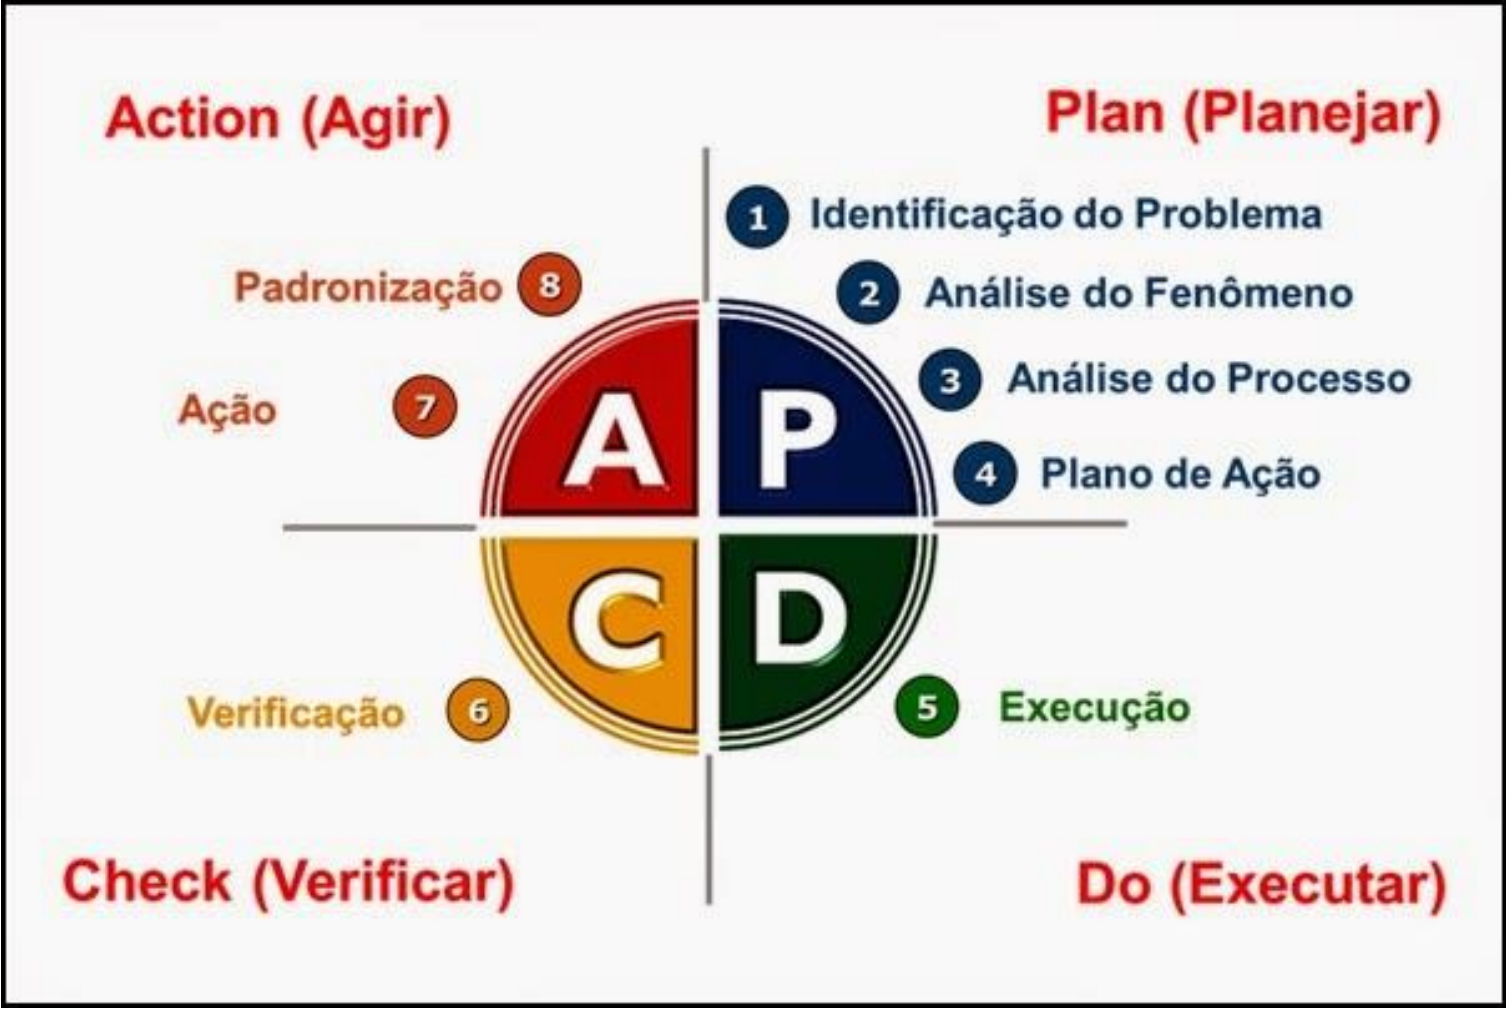 Action (Agir)
Plan (Planejar)
1 Identificação do Problema
2 Análise do Fenômeno
3 Análise do Processo
4 Plano de Ação
Padronização 8
Ação 7
A P
C D
Verificação 6
5 Execução
Check (Verificar)
Do (Executar)